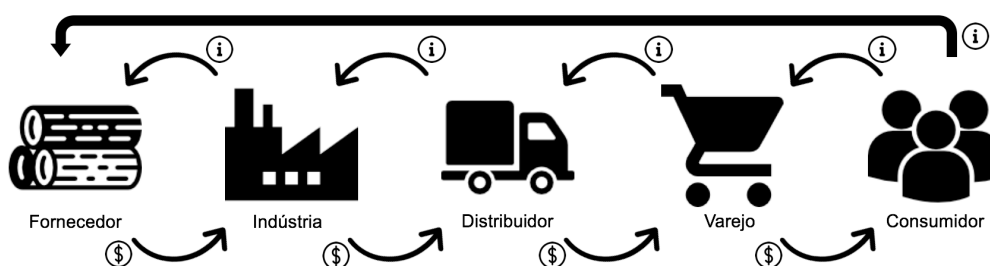 i
i i i i
Fornecedor Indústria Distribuidor Varejo Consumidor
$ $ $ $